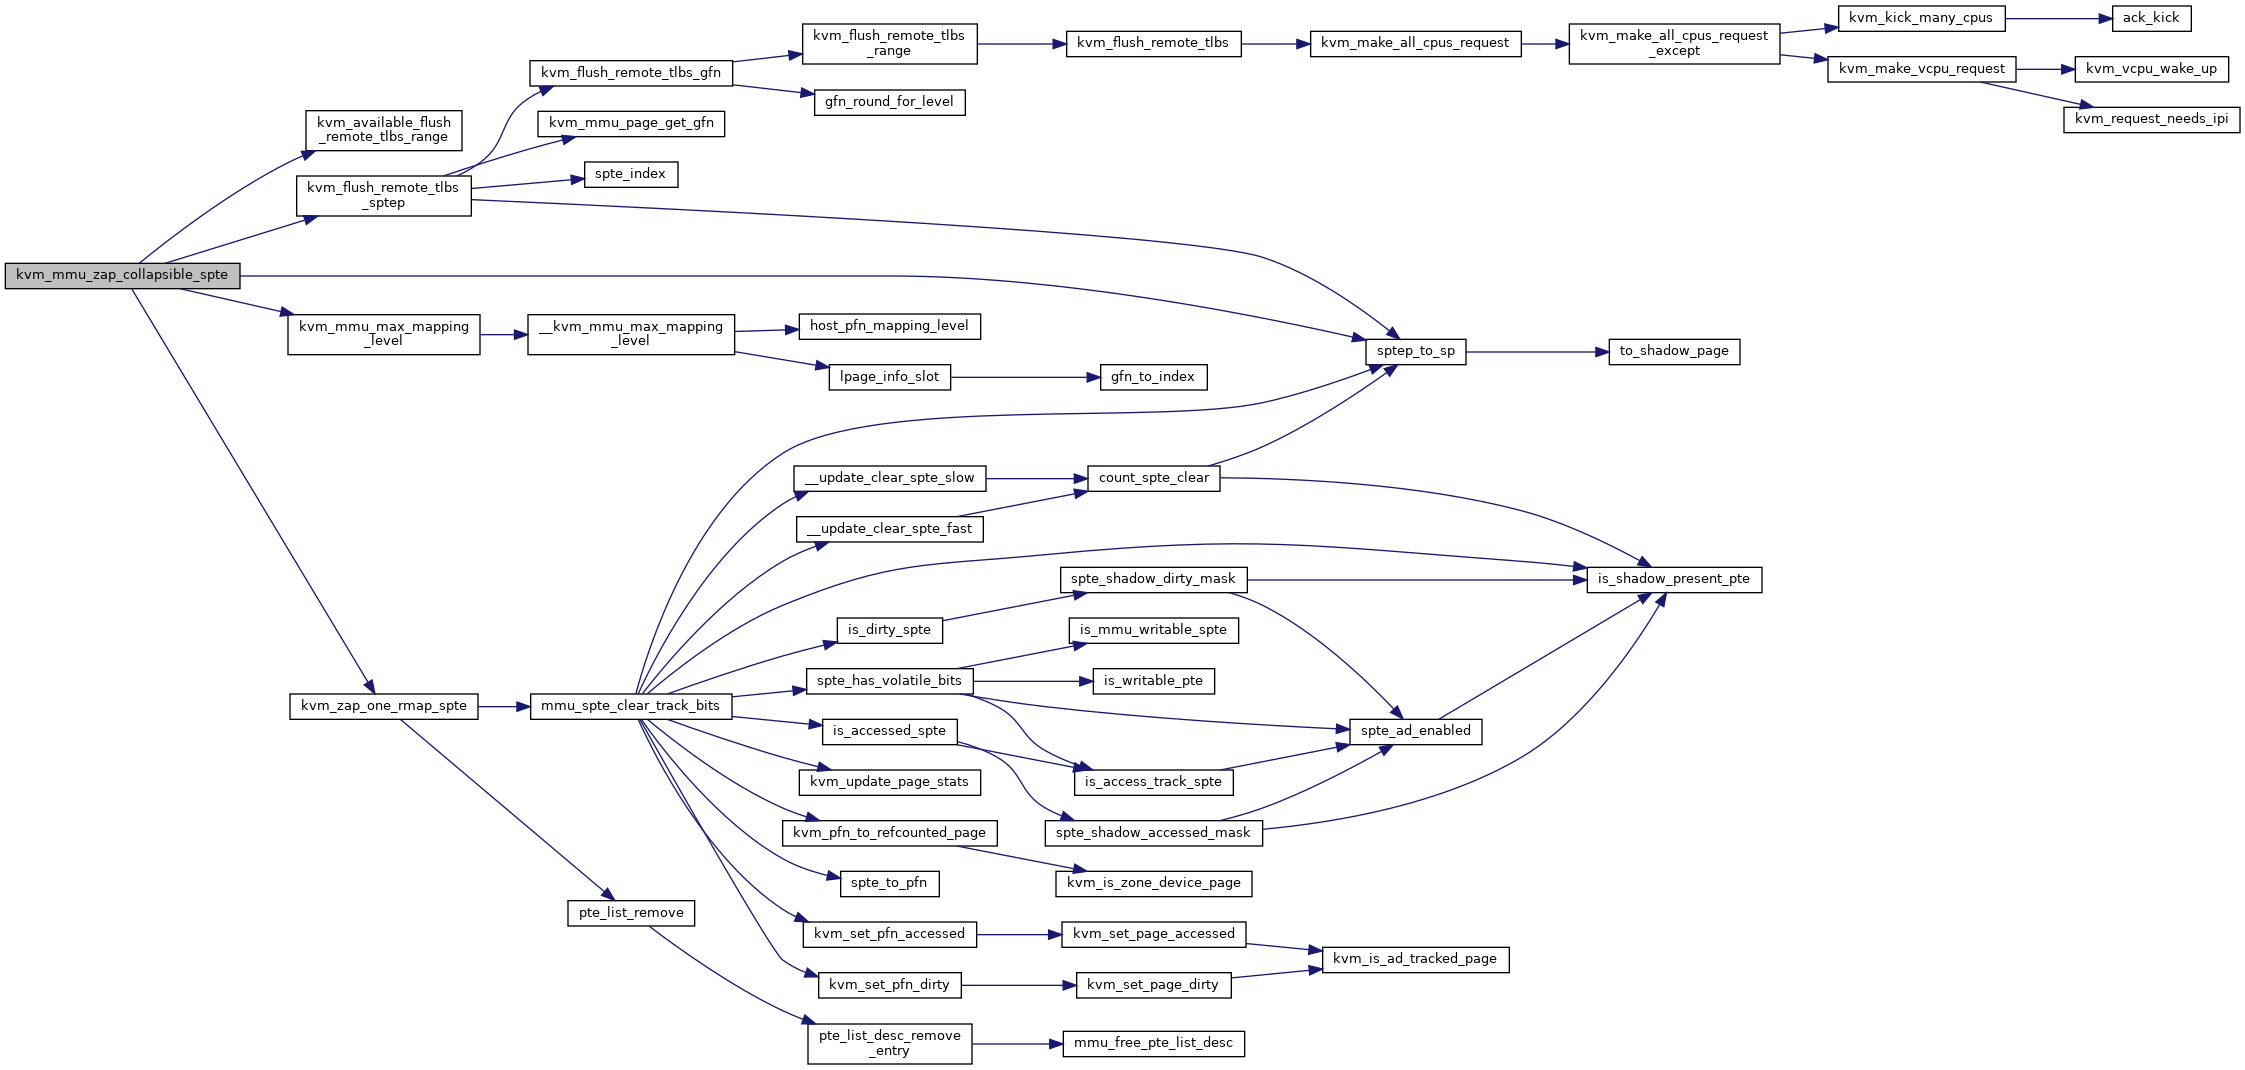 kvm_mmu_zap_collapsible_spte
kvm_available_flush
_remote_tlbs_range
kvm_flush_remote_tlbs
_sptep
kvm_mmu_max_mapping
_level
kvm_zap_one_rmap_spte
kvm_flush_remote_tlbs_gfn
kvm_mmu_page_get_gfn
spte_index
__kvm_mmu_max_mapping
_level
mmu_spte_clear_track_bits
pte_list_remove
kvm_flush_remote_tlbs
_range
gfn_round_for_level
host_pfn_mapping_level
lpage_info_slot
__update_clear_spte_slow
__update_clear_spte_fast
is_dirty_spte
spte_has_volatile_bits
is_accessed_spte
kvm_update_page_stats
kvm_pfn_to_refcounted_page
spte_to_pfn
kvm_set_pfn_accessed
kvm_set_pfn_dirty
pte_list_desc_remove
_entry
kvm_flush_remote_tlbs
gfn_to_index
count_spte_clear
spte_shadow_dirty_mask
is_mmu_writable_spte
is_writable_pte
is_access_track_spte
spte_shadow_accessed_mask
kvm_is_zone_device_page
kvm_set_page_accessed
kvm_set_page_dirty
mmu_free_pte_list_desc
kvm_make_all_cpus_request
sptep_to_sp
spte_ad_enabled
kvm_is_ad_tracked_page
kvm_make_all_cpus_request
_except
to_shadow_page
is_shadow_present_pte
kvm_kick_many_cpus
kvm_make_vcpu_request
ack_kick
kvm_vcpu_wake_up
kvm_request_needs_ipi